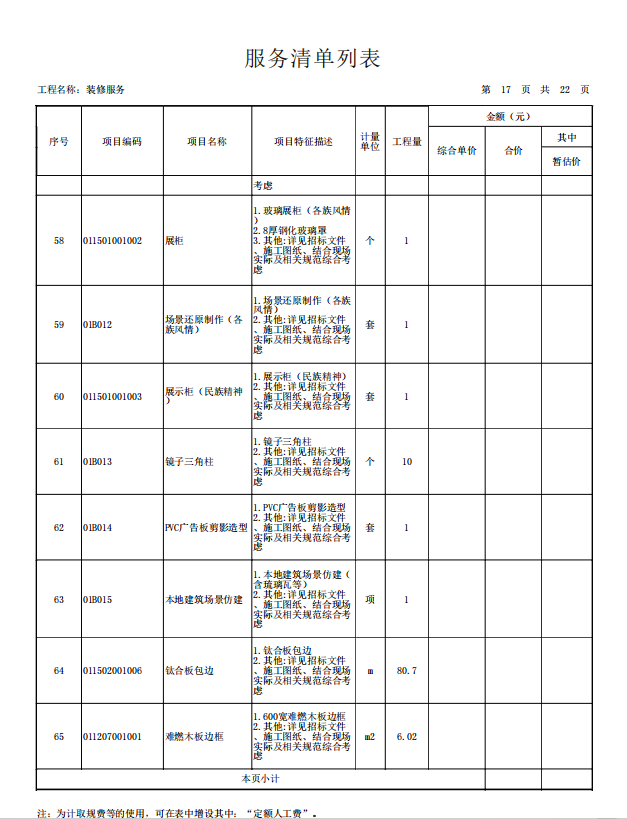 服务清单列表
工程名称：装修服务
第 17 页 共 22 页
序号 项目编码 项目名称 项目特征描述 计量
单位 工程量 金额（元）
综合单价 合价 其中
暂估价
考虑
58 011501001002 展柜 1.玻璃展柜（各族风情
）
2.8厚钢化玻璃罩
3.其他:详见招标文件
、施工图纸、结合现场
实际及相关规范综合考
虑
个 1
59 01B012 场景还原制作（各
族风情）
1.场景还原制作（各族
风情）
2.其他:详见招标文件
、施工图纸、结合现场
实际及相关规范综合考
虑
套 1
60 011501001003 展示柜（民族精神
）
1.展示柜（民族精神）
2.其他:详见招标文件
、施工图纸、结合现场
实际及相关规范综合考
虑
套 1
61 01B013 镜子三角柱 1.镜子三角柱
2.其他:详见招标文件
、施工图纸、结合现场
实际及相关规范综合考
虑
个 10
62 01B014 PVC广告板剪影造型 1.PVC广告板剪影造型
2.其他:详见招标文件
、施工图纸、结合现场
实际及相关规范综合考
虑
套 1
63 01B015 本地建筑场景仿建 1.本地建筑场景仿建（
含琉璃瓦等）
2.其他:详见招标文件
、施工图纸、结合现场
实际及相关规范综合考
虑
项 1
64 011502001006 钛合板包边 1.钛合板包边
2.其他:详见招标文件
、施工图纸、结合现场
实际及相关规范综合考
虑
m 80.7
65 011207001001 难燃木板边框 1.600宽难燃木板边框
2.其他:详见招标文件
、施工图纸、结合现场
实际及相关规范综合考
虑
m2 6.02
本页小计
注：为计取规费等的使用，可在表中增设其中：“定额人工费”。